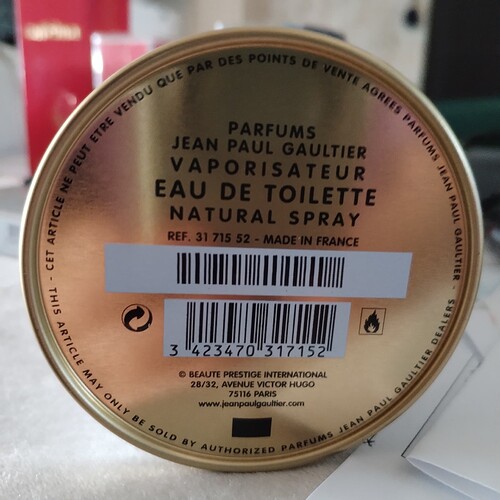 CET ARTICLE NE PEUT ETRE VENDU QUE PAR DES POINTS DE VENTE AGREES PARFUMS JEAN PAUL GAULTIER -
PARFUMS
JEAN PAUL GAULTIER
VAPORISATEUR
EAU DE TOILETTE
NATURAL SPRAY
REF. 31 715 52 - MADE IN FRANCE
3 423470 317152
© BEAUTE PRESTIGE INTERNATIONAL
28/32, AVENUE VICTOR HUGO
75116 PARIS
www.jeanpaulgaultier.com
- THIS ARTICLE MAY ONLY BE SOLD BY AUTHORIZED PARFUMS JEAN PAUL GAULTIER DEALERS.